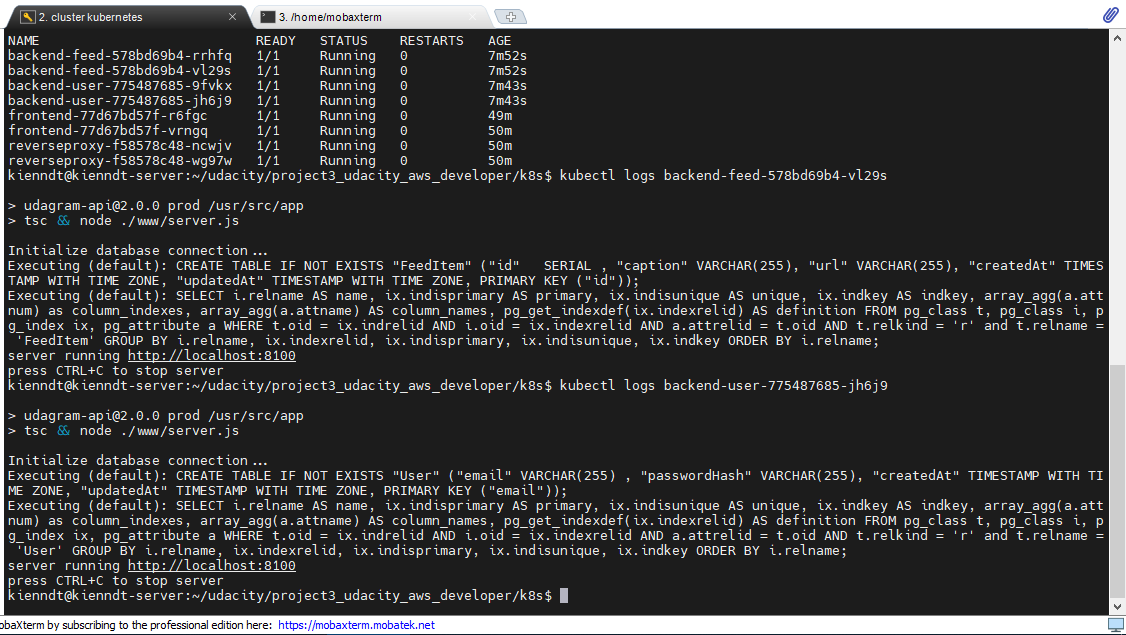 2. cluster kubernetes
3. /home/mobaxterm
NAME READY STATUS RESTARTS AGE
backend-feed-578bd69b4-rrhfq 1/1 Running 0 7m52s
backend-feed-578bd69b4-vl29s 1/1 Running 0 7m52s
backend-user-775487685-9fvkx 1/1 Running 0 7m43s
backend-user-775487685-jh6j9 1/1 Running 0 7m43s
frontend-77d67bd57f-r6fgc 1/1 Running 0 49m
frontend-77d67bd57f-vrngq 1/1 Running 0 50m
reverseproxy-f58578c48-ncwjv 1/1 Running 0 50m
reverseproxy-f58578c48-wg97w 1/1 Running 0 50m
kienndt@kienndt-server:~/udacity/project3_udacity_aws_developer/k8s$ kubectl logs backend-feed-578bd69b4-vl29s
> udagram-api@2.0.0 prod /usr/src/app
> tsc && node ./www/server.js
Initialize database connection...
Executing (default): CREATE TABLE IF NOT EXISTS "FeedItem" ("id"   SERIAL , "caption" VARCHAR(255), "url" VARCHAR(255), "createdAt" TIMES
TAMP WITH TIME ZONE, "updatedAt" TIMESTAMP WITH TIME ZONE, PRIMARY KEY ("id"));
Executing (default): SELECT i.relname AS name, ix.indisprimary AS primary, ix.indisunique AS unique, ix.indkey AS indkey, array_agg(a.att
num) as column_indexes, array_agg(a.attname) AS column_names, pg_get_indexdef(ix.indexrelid) AS definition FROM pg_class t, pg_class i, p
g_index ix, pg_attribute a WHERE t.oid = ix.indrelid AND i.oid = ix.indexrelid AND a.attrelid = t.oid AND t.relkind = 'r' and t.relname =
'FeedItem' GROUP BY i.relname, ix.indexrelid, ix.indisprimary, ix.indisunique, ix.indkey ORDER BY i.relname;
server running http://localhost:8100
press CTRL+C to stop server
kienndt@kienndt-server:~/udacity/project3_udacity_aws_developer/k8s$ kubectl logs backend-user-775487685-jh6j9
> udagram-api@2.0.0 prod /usr/src/app
> tsc && node ./www/server.js
Initialize database connection...
Executing (default): CREATE TABLE IF NOT EXISTS "User" ("email" VARCHAR(255) , "passwordHash" VARCHAR(255), "createdAt" TIMESTAMP WITH TI
ME ZONE, "updatedAt" TIMESTAMP WITH TIME ZONE, PRIMARY KEY ("email"));
Executing (default): SELECT i.relname AS name, ix.indisprimary AS primary, ix.indisunique AS unique, ix.indkey AS indkey, array_agg(a.att
num) as column_indexes, array_agg(a.attname) AS column_names, pg_get_indexdef(ix.indexrelid) AS definition FROM pg_class t, pg_class i, p
g_index ix, pg_attribute a WHERE t.oid = ix.indrelid AND i.oid = ix.indexrelid AND a.attrelid = t.oid AND t.relkind = 'r' and t.relname =
'User' GROUP BY i.relname, ix.indexrelid, ix.indisprimary, ix.indisunique, ix.indkey ORDER BY i.relname;
server running http://localhost:8100
press CTRL+C to stop server
kienndt@kienndt-server:~/udacity/project3_udacity_aws_developer/k8s$
obaXterm by subscribing to the professional edition here: https://mobaxterm.mobatek.net